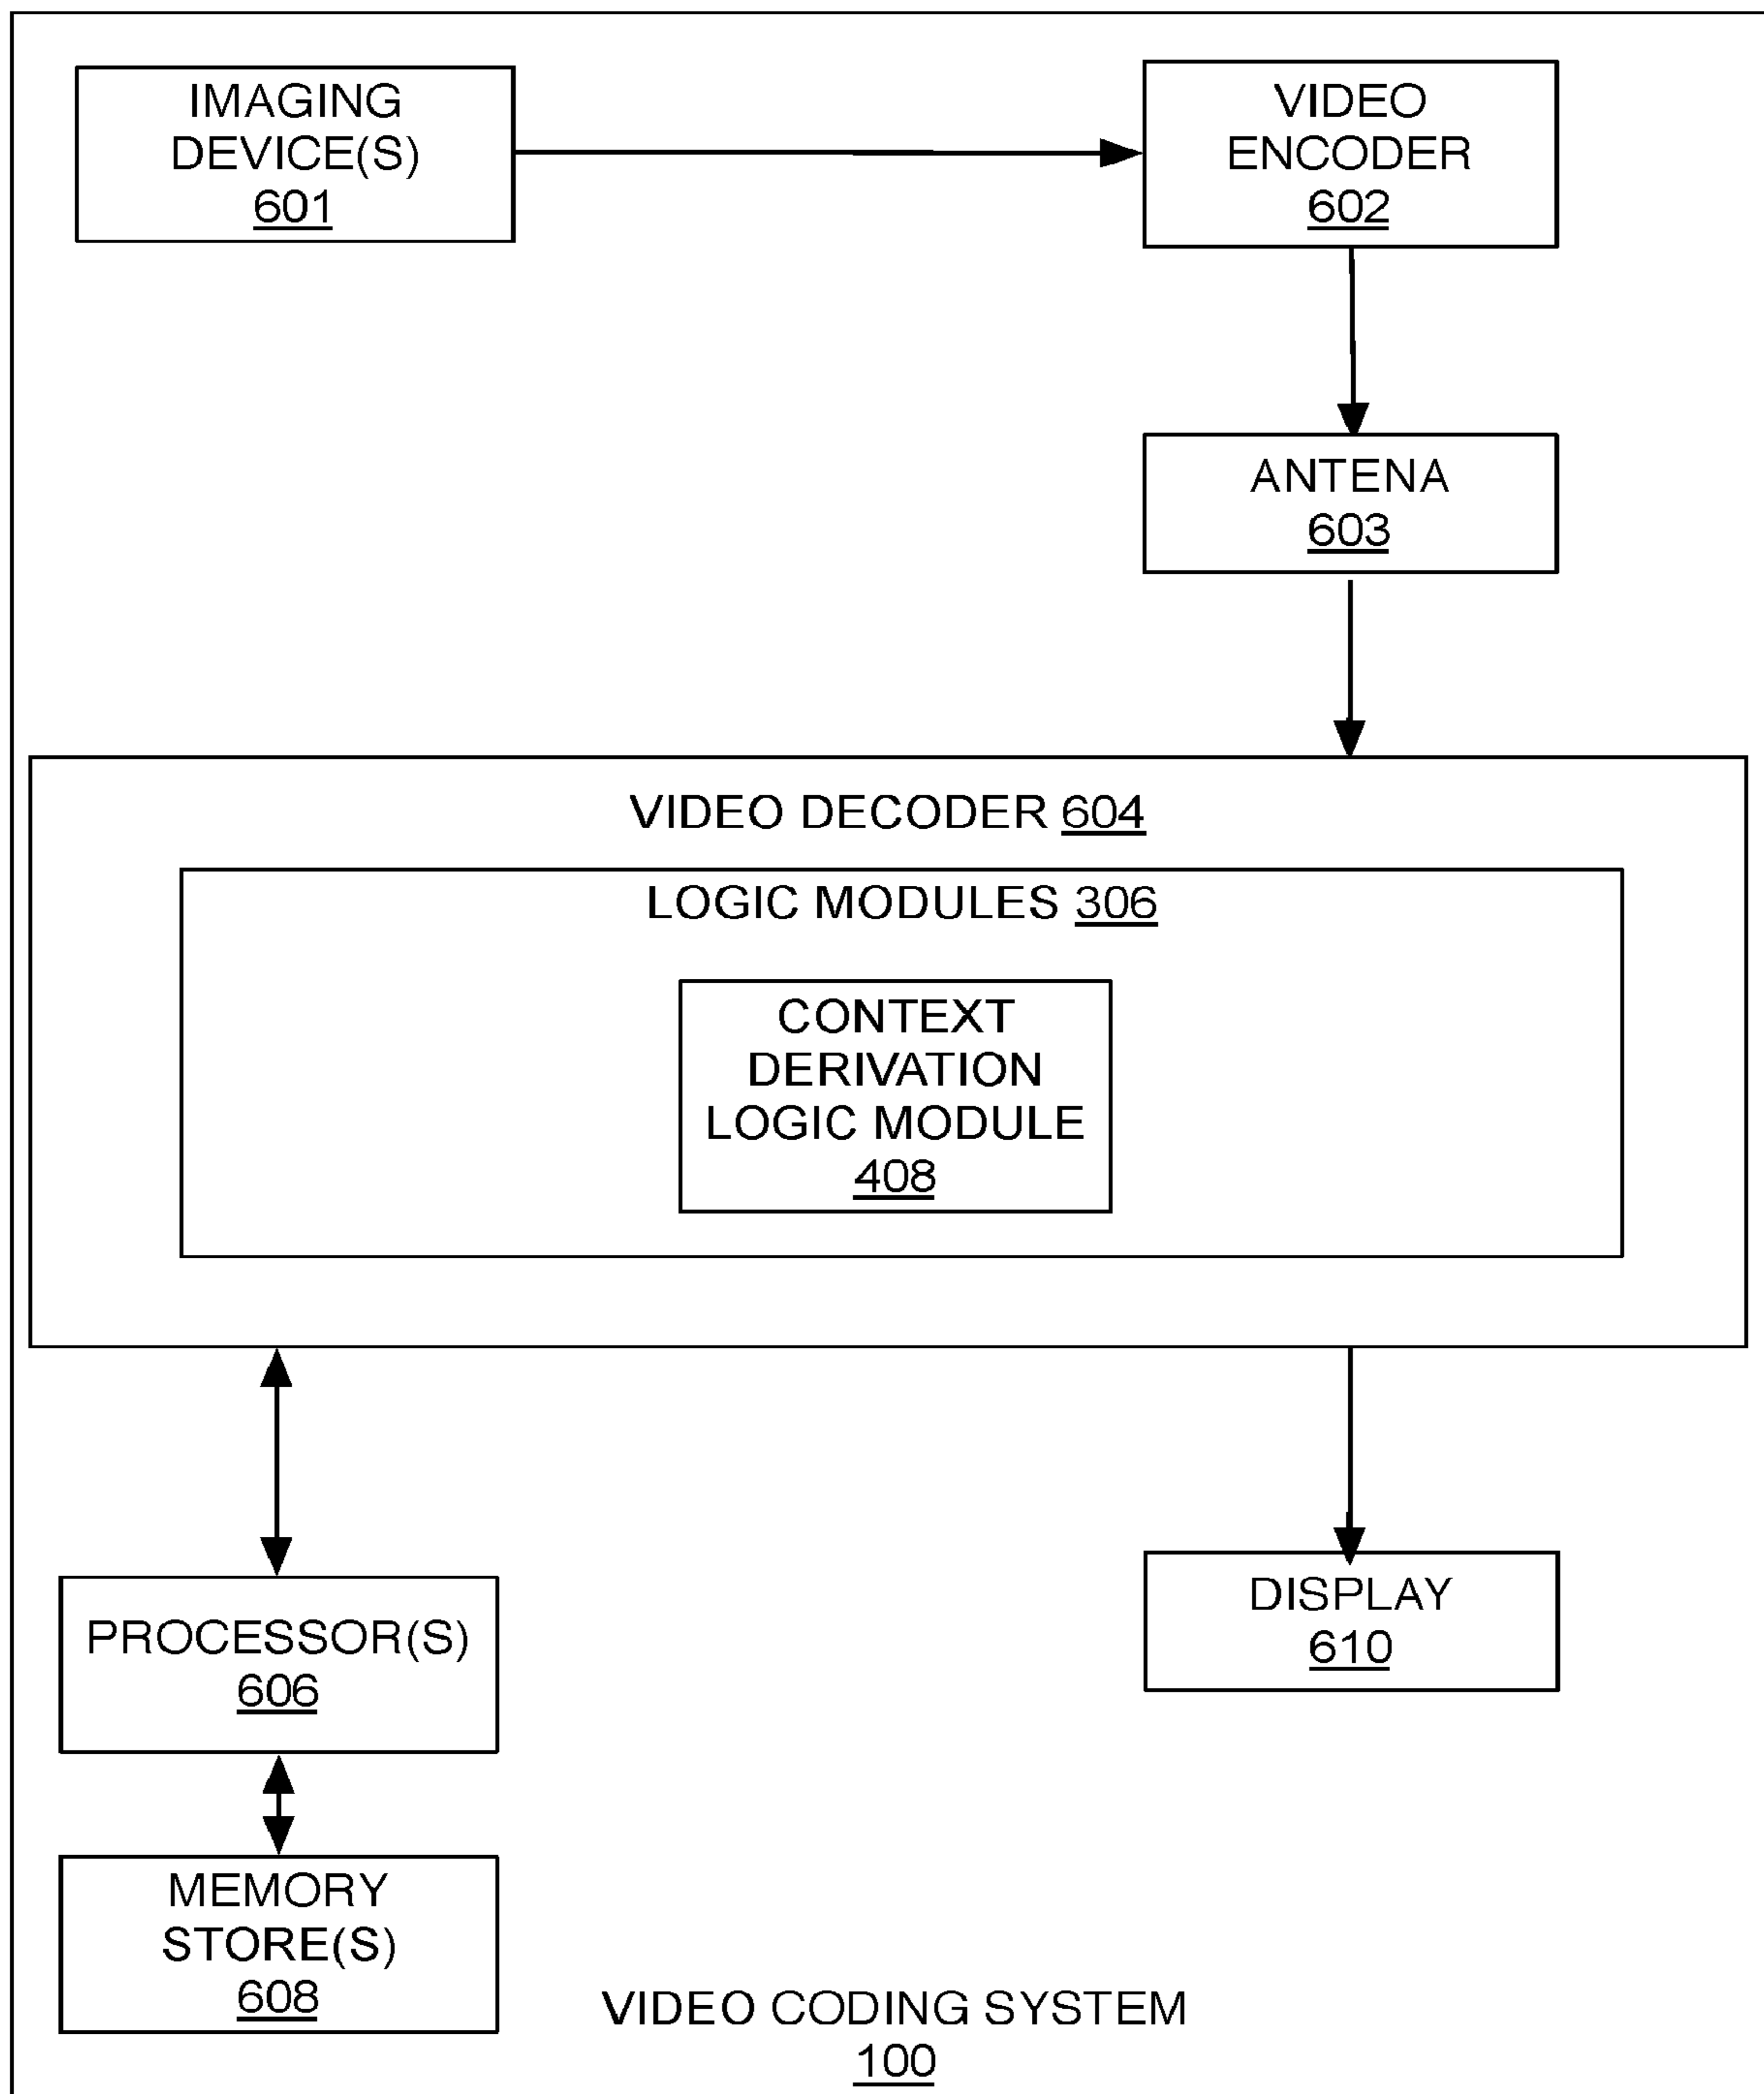 IMAGING
DEVICE(S)
601
VIDEO
ENCODER
602
ANTENA
603
VIDEO DECODER 604
LOGIC MODULES 306
CONTEXT
DERIVATION
LOGIC MODULE
408
PROCESSOR(S)
606
DISPLAY
610
MEMORY
STORE(S)
608
VIDEO CODING SYSTEM
100